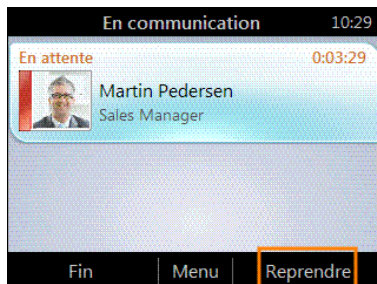 En communication 10:29
En attente 0:03:29
Martin Pedersen
Sales Manager
Fin Menu Reprendre